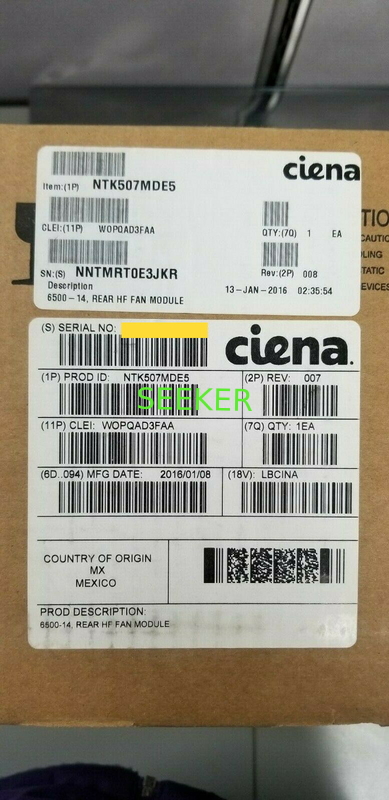 ciena
Item:(1P) NTK507MDE5
CLEI:(11P) WOPQAD3FAA
QTY:(7Q) 1 EA
SN:(S) NNTMRT0E3JKR
Rev:(2P) 008
Description
13-JAN-2016 02:35:54
6500-14, REAR HF FAN MODULE
(S) SERIAL NO:
ciena.
(1P) PROD ID: NTK507MDE5
(2P) REV: 007
SEEKER
(11P) CLEI: WOPQAD3FAA
(7Q) QTY: 1EA
(6D..094) MFG DATE: 2016/01/08
(18V): LBCINA
COUNTRY OF ORIGIN
MX
MEXICO
PROD DESCRIPTION:
6500-14, REAR HF FAN MODULE